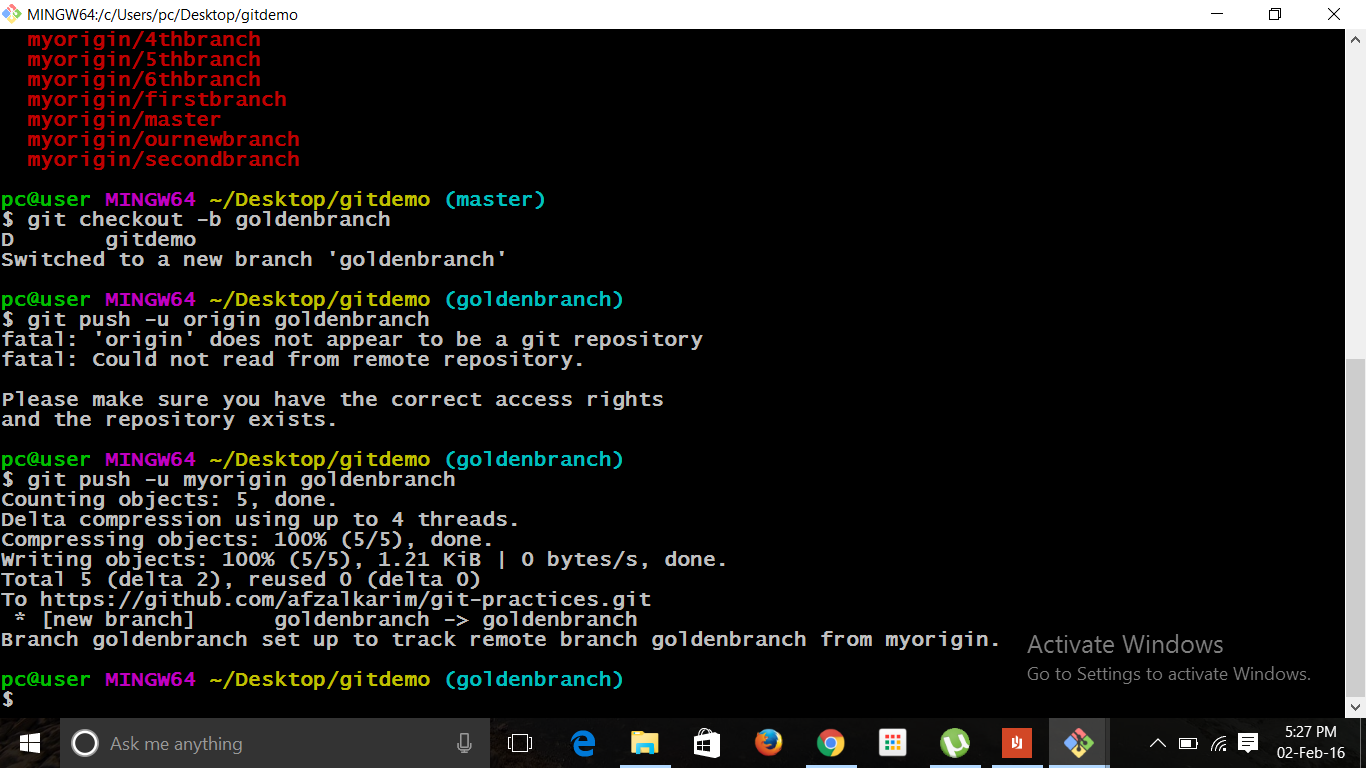 MINGW64:/c/Users/pc/Desktop/gitdemo
myorigin/4thbranch
myorigin/5thbranch
myorigin/6thbranch
myorigin/firstbranch
myorigin/master
myorigin/ournewbranch
myorigin/secondbranch
pc@user MINGW64 ~/Desktop/gitdemo (master)
$ git checkout -b goldenbranch
D       gitdemo
Switched to a new branch 'goldenbranch'
pc@user MINGW64 ~/Desktop/gitdemo (goldenbranch)
$ git push -u origin goldenbranch
fatal: 'origin' does not appear to be a git repository
fatal: Could not read from remote repository.
Please make sure you have the correct access rights
and the repository exists.
pc@user MINGW64 ~/Desktop/gitdemo (goldenbranch)
$ git push -u myorigin goldenbranch
Counting objects: 5, done.
Delta compression using up to 4 threads.
Compressing objects: 100% (5/5), done.
Writing objects: 100% (5/5), 1.21 KiB | 0 bytes/s, done.
Total 5 (delta 2), reused 0 (delta 0)
To https://github.com/afzalkarim/git-practices.git
 * [new branch]      goldenbranch -> goldenbranch
Branch goldenbranch set up to track remote branch goldenbranch from myorigin.
pc@user MINGW64 ~/Desktop/gitdemo (goldenbranch)
$
Activate Windows
Go to Settings to activate Windows.
Ask me anything
5:27 PM
02-Feb-16